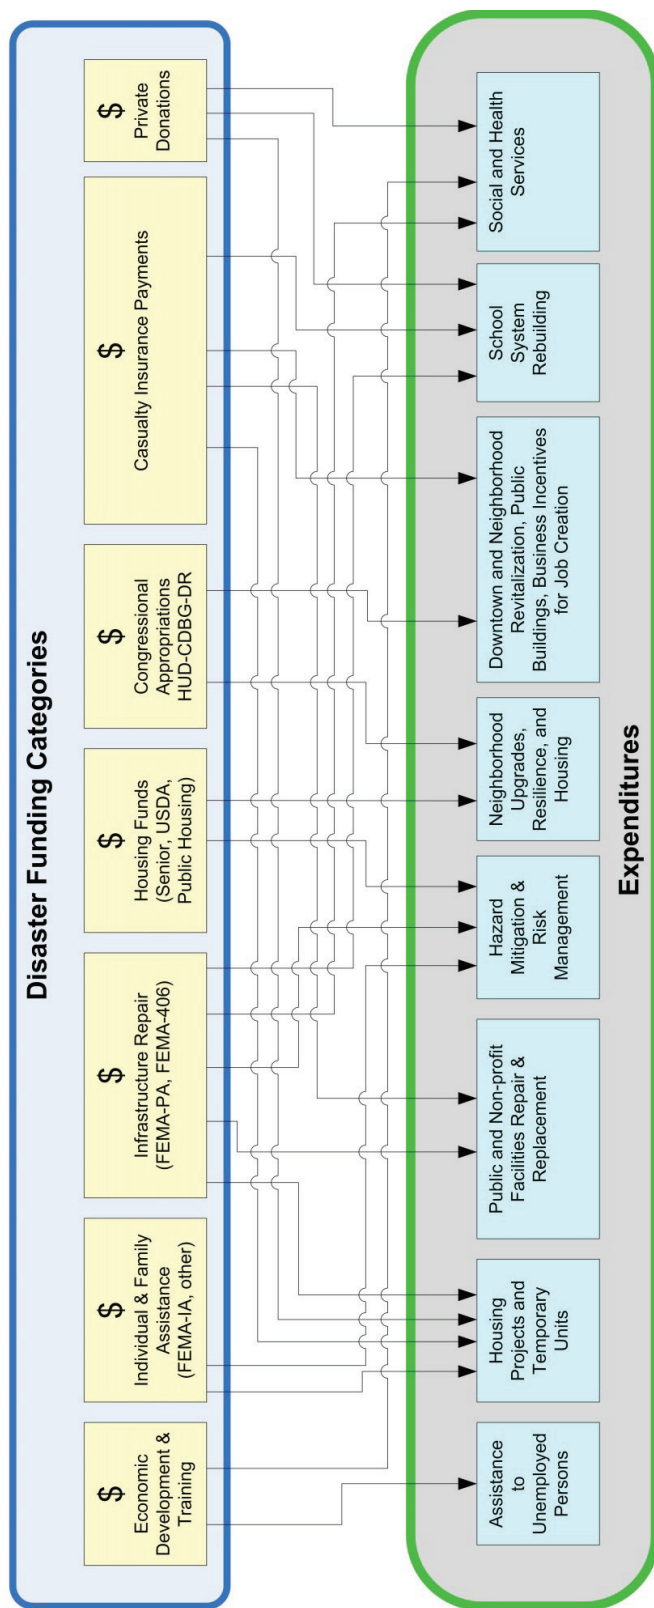 Disaster Funding Categories
$
Economic
Development &
Training
$
Individual & Family
Assistance
(FEMA-IA, other)
$
Infrastructure Repair
(FEMA-PA, FEMA-406)
$
Housing Funds
(Senior, USDA,
Public Housing)
$
Congressional
Appropriations
HUD-CDBG-DR
$
Casualty Insurance Payments
$
Private
Donations
Assistance
to
Unemployed
Persons
Housing
Projects and
Temporary
Units
Public and Non-profit
Facilities Repair &
Replacement
Hazard
Mitigation &
Risk
Management
Neighborhood
Upgrades,
Resilience, and
Housing
Downtown and Neighborhood
Revitalization, Public
Buildings, Business Incentives
for Job Creation
School
System
Rebuilding
Social and Health
Services
Expenditures